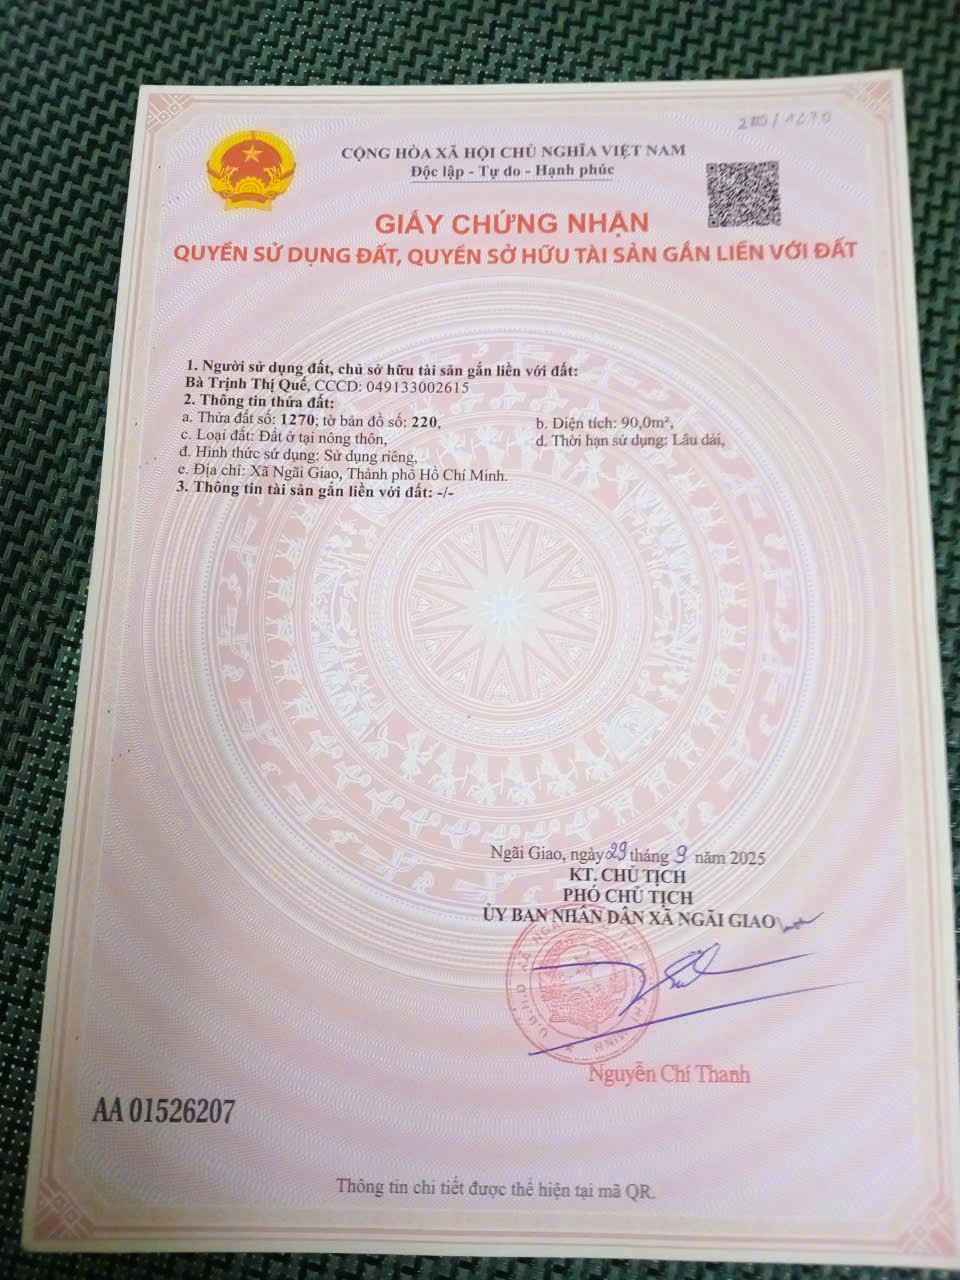 CỘNG HÒA XÃ HỘI CHỦ NGHĨA VIỆT NAM
Độc lập - Tự do - Hạnh phúc
GIẤY CHỨNG NHẬN
QUYỀN SỬ DỤNG ĐẤT, QUYỀN SỞ HỮU TÀI SẢN GẮN LIỀN VỚI ĐẤT
1. Người sử dụng đất, chủ sở hữu tài sản gắn liền với đất:
Bà Trịnh Thị Quế, CCCD: 049133002615
2. Thông tin thửa đất:
a. Thửa đất số: 1270; tờ bản đồ số: 220, b. Diện tích: 90,0m²,
c. Loại đất: Đất ở tại nông thôn, d. Thời hạn sử dụng: Lâu dài,
đ. Hình thức sử dụng: Sử dụng riêng,
e. Địa chỉ: Xã Ngãi Giao, Thành phố Hồ Chí Minh.
3. Thông tin tài sản gắn liền với đất: -/-
Ngãi Giao, ngày 29 tháng 9 năm 2025
KT. CHỦ TỊCH
PHÓ CHỦ TỊCH
ỦY BAN NHÂN DÂN XÃ NGÃI GIAO
Nguyễn Chí Thanh
AA 01526207
Thông tin chi tiết được thể hiện tại mã QR.